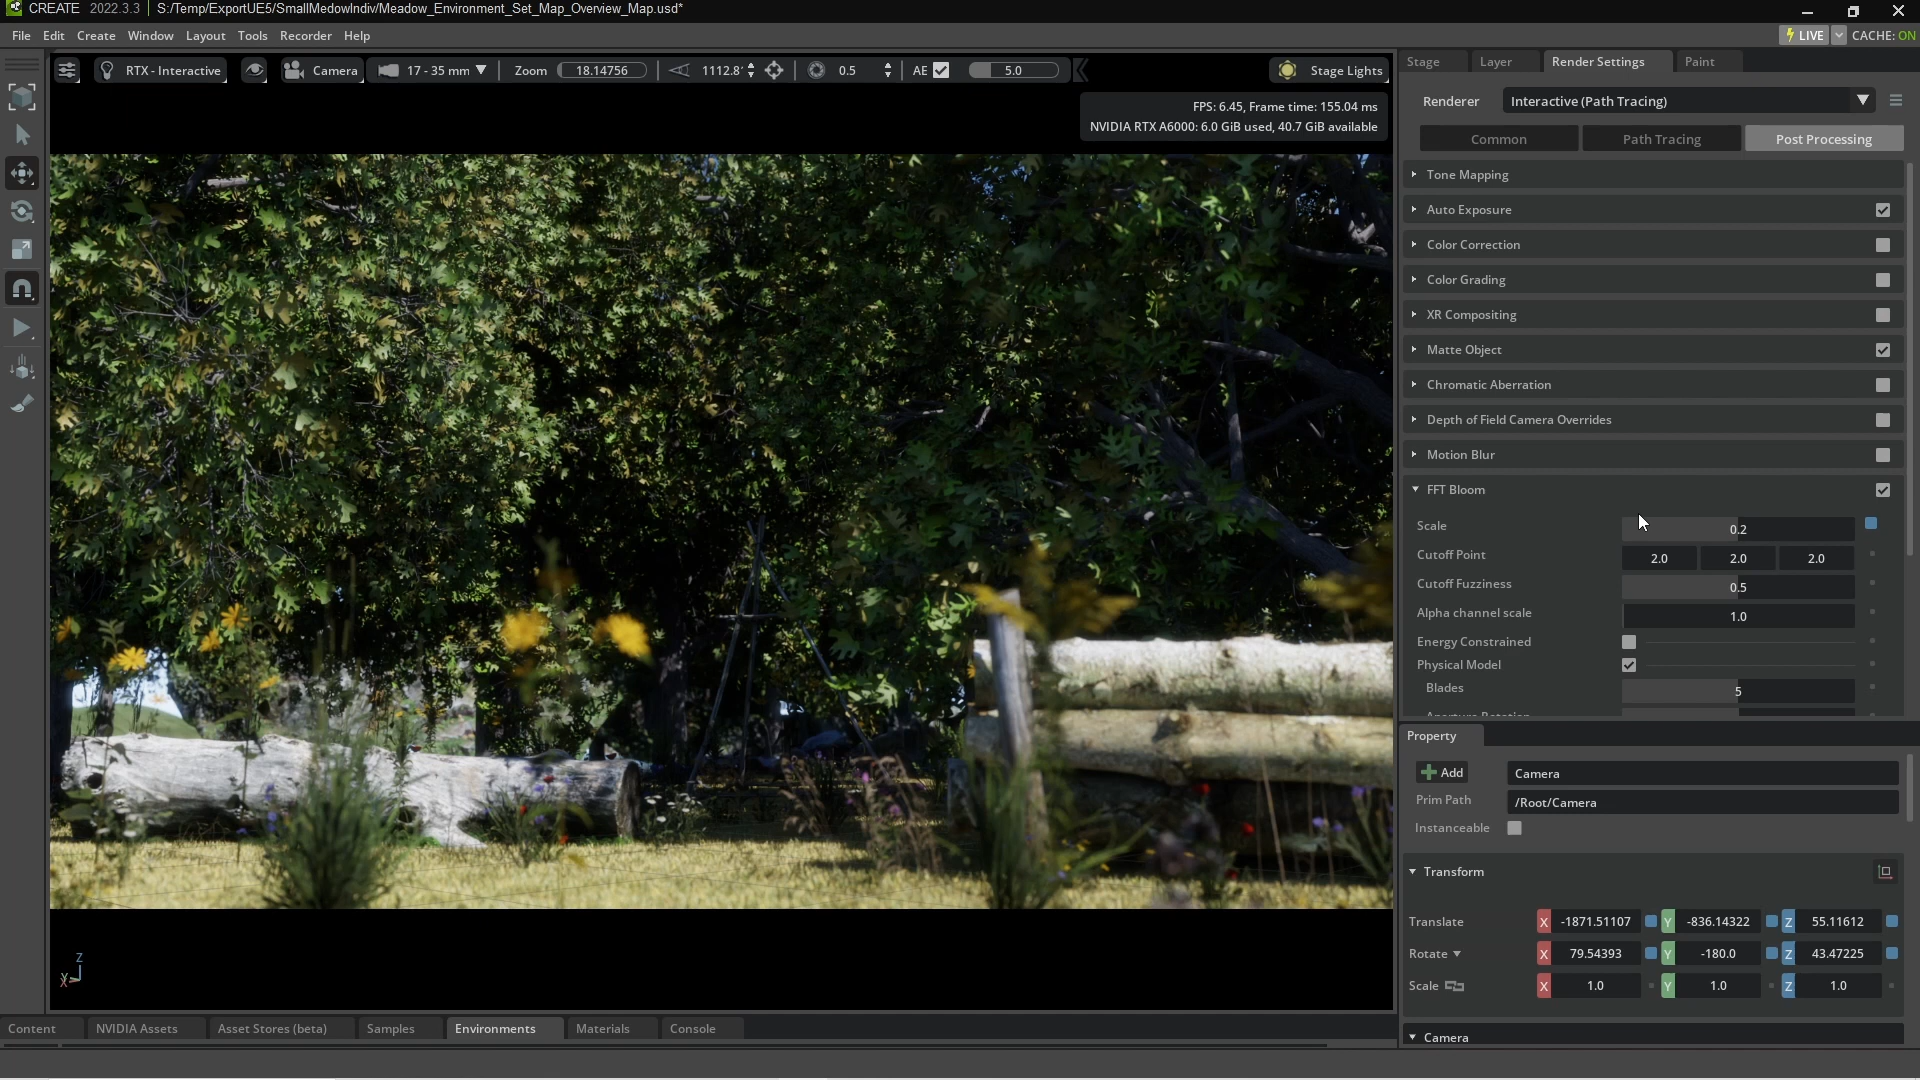 CREATE 2022.3.3 S:/Temp/ExportUE5/SmallMedowIndiv/Meadow_Environment_Set_Map_Overview_Map.usd*
File Edit Create Window Layout Tools Recorder Help
LIVE CACHE: ON
RTX - Interactive Camera 17 - 35 mm Zoom 18.14756 1112.8' 0.5 AE 5.0 Stage Lights
FPS: 6.45, Frame time: 155.04 ms
NVIDIA RTX A6000: 6.0 GiB used, 40.7 GiB available
Stage Layer Render Settings Paint
Renderer Interactive (Path Tracing)
Common Path Tracing Post Processing
Tone Mapping
Auto Exposure
Color Correction
Color Grading
XR Compositing
Matte Object
Chromatic Aberration
Depth of Field Camera Overrides
Motion Blur
FFT Bloom
Scale 0.2
Cutoff Point 2.0 2.0 2.0
Cutoff Fuzziness 0.5
Alpha channel scale 1.0
Energy Constrained
Physical Model
Blades 5
Property
Add Camera
Prim Path /Root/Camera
Instanceable
Transform
Translate X -1871.51107 Y -836.14322 Z 55.11612
Rotate X 79.54393 Y -180.0 Z 43.47225
Scale X 1.0 Y 1.0 Z 1.0
Camera
Z
Y
X
Content NVIDIA Assets Asset Stores (beta) Samples Environments Materials Console